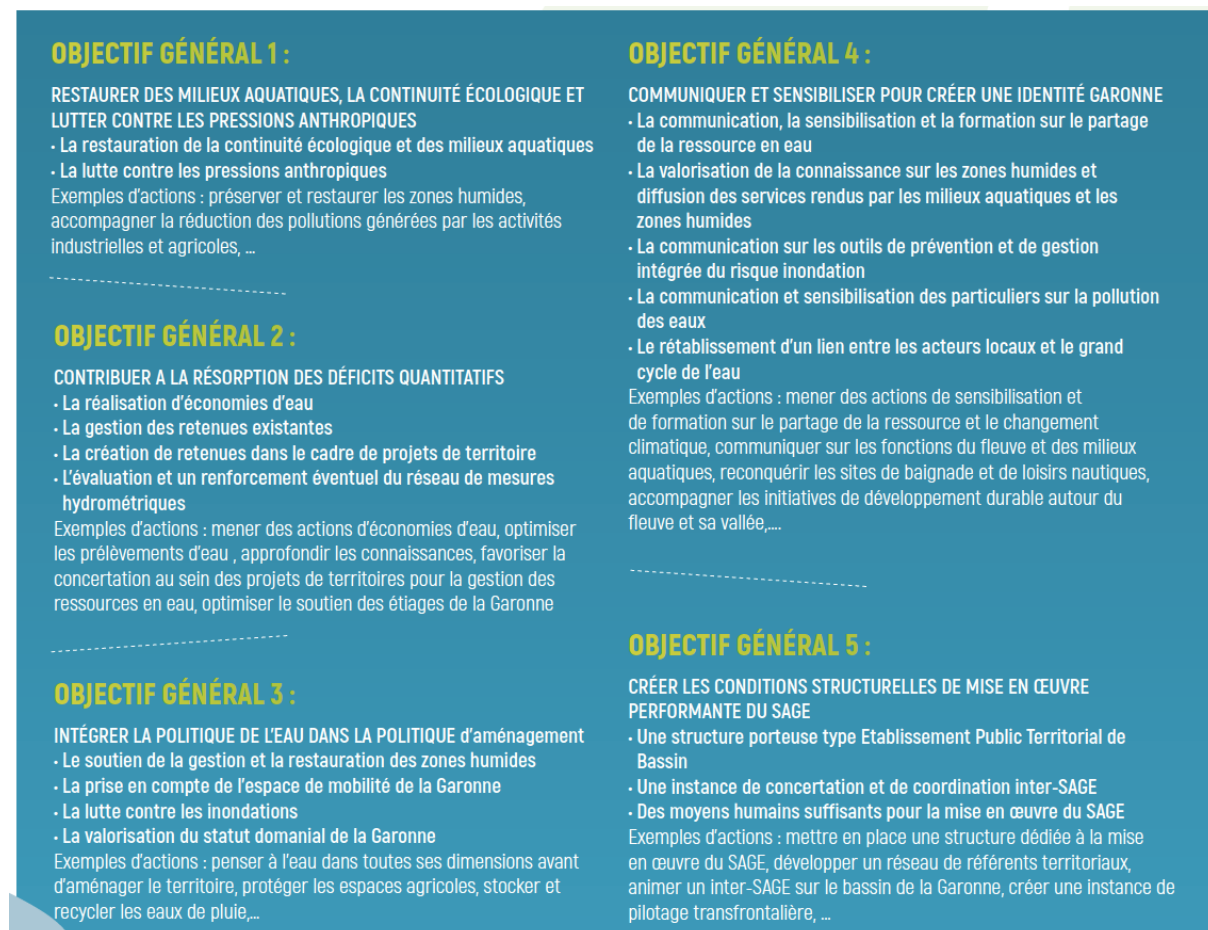 OBJECTIF GÉNÉRAL 1 :
RESTAURER DES MILIEUX AQUATIQUES, LA CONTINUITÉ ÉCOLOGIQUE ET
LUTTER CONTRE LES PRESSIONS ANTHROPIQUES
· La restauration de la continuité écologique et des milieux aquatiques
· La lutte contre les pressions anthropiques
Exemples d'actions : préserver et restaurer les zones humides,
accompagner la réduction des pollutions générées par les activités
industrielles et agricoles, ...
OBJECTIF GÉNÉRAL 2 :
CONTRIBUER A LA RÉSORPTION DES DÉFICITS QUANTITATIFS
· La réalisation d'économies d'eau
· La gestion des retenues existantes
· La création de retenues dans le cadre de projets de territoire
· L'évaluation et un renforcement éventuel du réseau de mesures
hydrométriques
Exemples d'actions : mener des actions d'économies d'eau, optimiser
les prélèvements d'eau , approfondir les connaissances, favoriser la
concertation au sein des projets de territoires pour la gestion des
ressources en eau, optimiser le soutien des étiages de la Garonne
OBJECTIF GÉNÉRAL 3 :
INTÉGRER LA POLITIQUE DE L'EAU DANS LA POLITIQUE d'aménagement
· Le soutien de la gestion et la restauration des zones humides
· La prise en compte de l'espace de mobilité de la Garonne
· La lutte contre les inondations
· La valorisation du statut domanial de la Garonne
Exemples d'actions : penser à l'eau dans toutes ses dimensions avant
d'aménager le territoire, protéger les espaces agricoles, stocker et
recycler les eaux de pluie,...
OBJECTIF GÉNÉRAL 4 :
COMMUNIQUER ET SENSIBILISER POUR CRÉER UNE IDENTITÉ GARONNE
· La communication, la sensibilisation et la formation sur le partage
de la ressource en eau
· La valorisation de la connaissance sur les zones humides et
diffusion des services rendus par les milieux aquatiques et les
zones humides
· La communication sur les outils de prévention et de gestion
intégrée du risque inondation
· La communication et sensibilisation des particuliers sur la pollution
des eaux
· Le rétablissement d'un lien entre les acteurs locaux et le grand
cycle de l'eau
Exemples d'actions : mener des actions de sensibilisation et
de formation sur le partage de la ressource et le changement
climatique, communiquer sur les fonctions du fleuve et des milieux
aquatiques, reconquérir les sites de baignade et de loisirs nautiques,
accompagner les initiatives de développement durable autour du
fleuve et sa vallée,....
OBJECTIF GÉNÉRAL 5 :
CRÉER LES CONDITIONS STRUCTURELLES DE MISE EN ŒUVRE
PERFORMANTE DU SAGE
· Une structure porteuse type Etablissement Public Territorial de
Bassin
· Une instance de concertation et de coordination inter-SAGE
· Des moyens humains suffisants pour la mise en œuvre du SAGE
Exemples d'actions : mettre en place une structure dédiée à la mise
en œuvre du SAGE, développer un réseau de référents territoriaux,
animer un inter-SAGE sur le bassin de la Garonne, créer une instance de
pilotage transfrontalière, ...